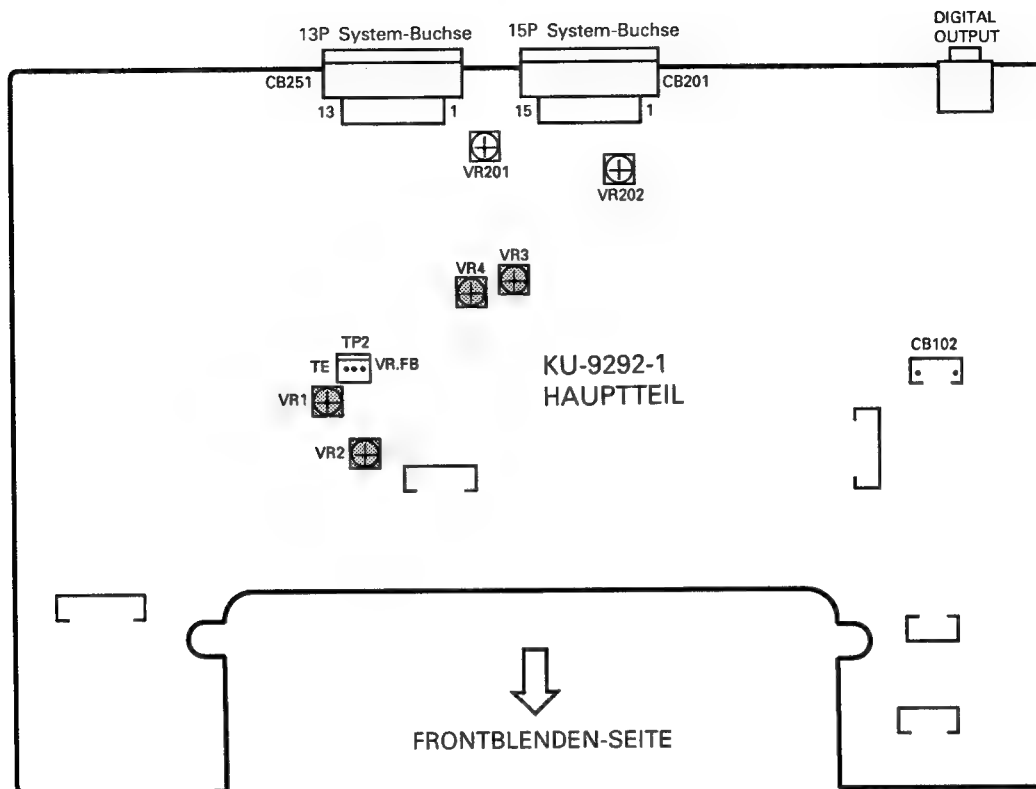 DIGITAL
OUTPUT
13P System-Buchse
15P System-Buchse
CB251
CB201
13
1
15
1
VR201
VR202
VR3
VR4
TP2
TE
VR.FB
CB102
VR1
KU-9292-1
HAUPTTEIL
VR2
FRONTBLENDEN-SEITE